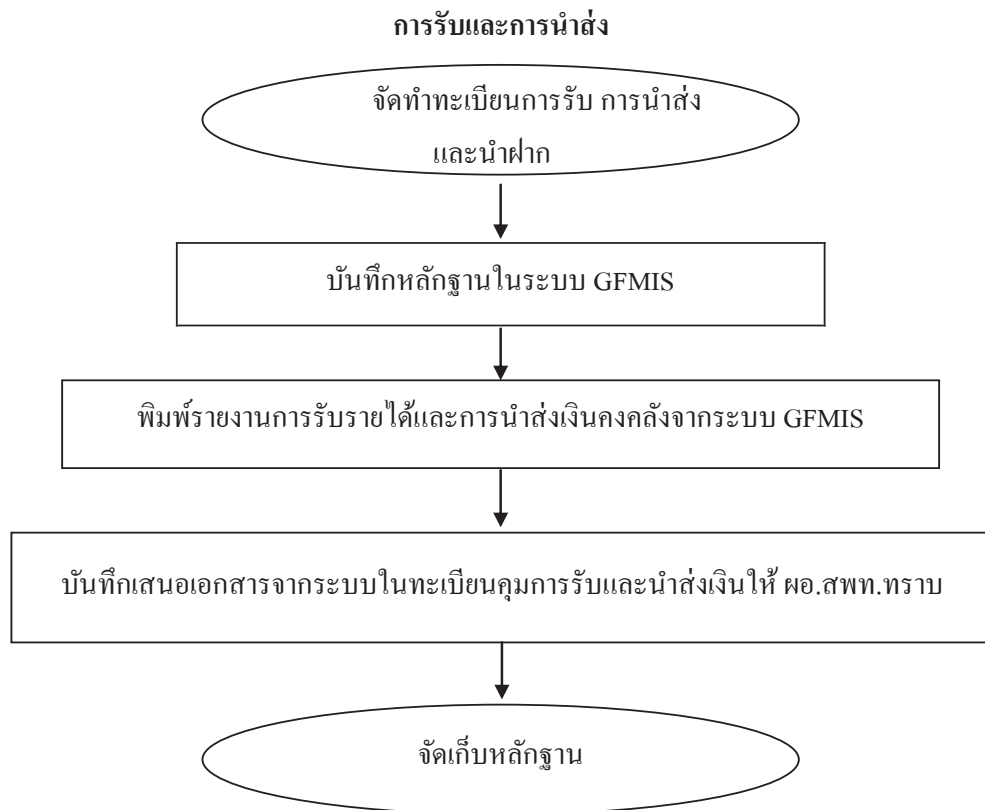 การรับและการนำส่ง
จัดทำทะเบียนการรับ การนำส่ง
และนำฝาก
บันทึกหลักฐานในระบบ GFMIS
พิมพ์รายงานการรับรายได้และการนำส่งเงินคงคลังจากระบบ GFMIS
บันทึกเสนอเอกสารจากระบบในทะเบียนคุมการรับและนำส่งเงินให้ ผอ.สพท.ทราบ
จัดเก็บหลักฐาน